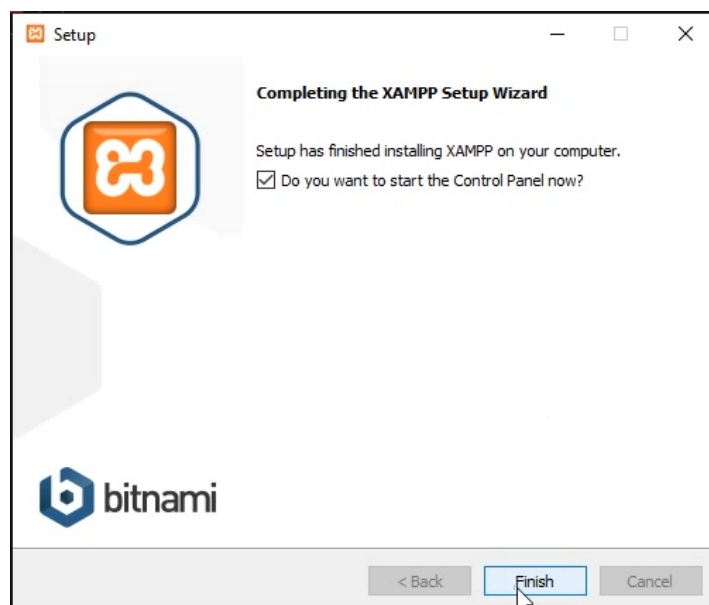 Setup
Completing the XAMPP Setup Wizard
Setup has finished installing XAMPP on your computer.
Do you want to start the Control Panel now?
bitnami
< Back
Finish
Cancel